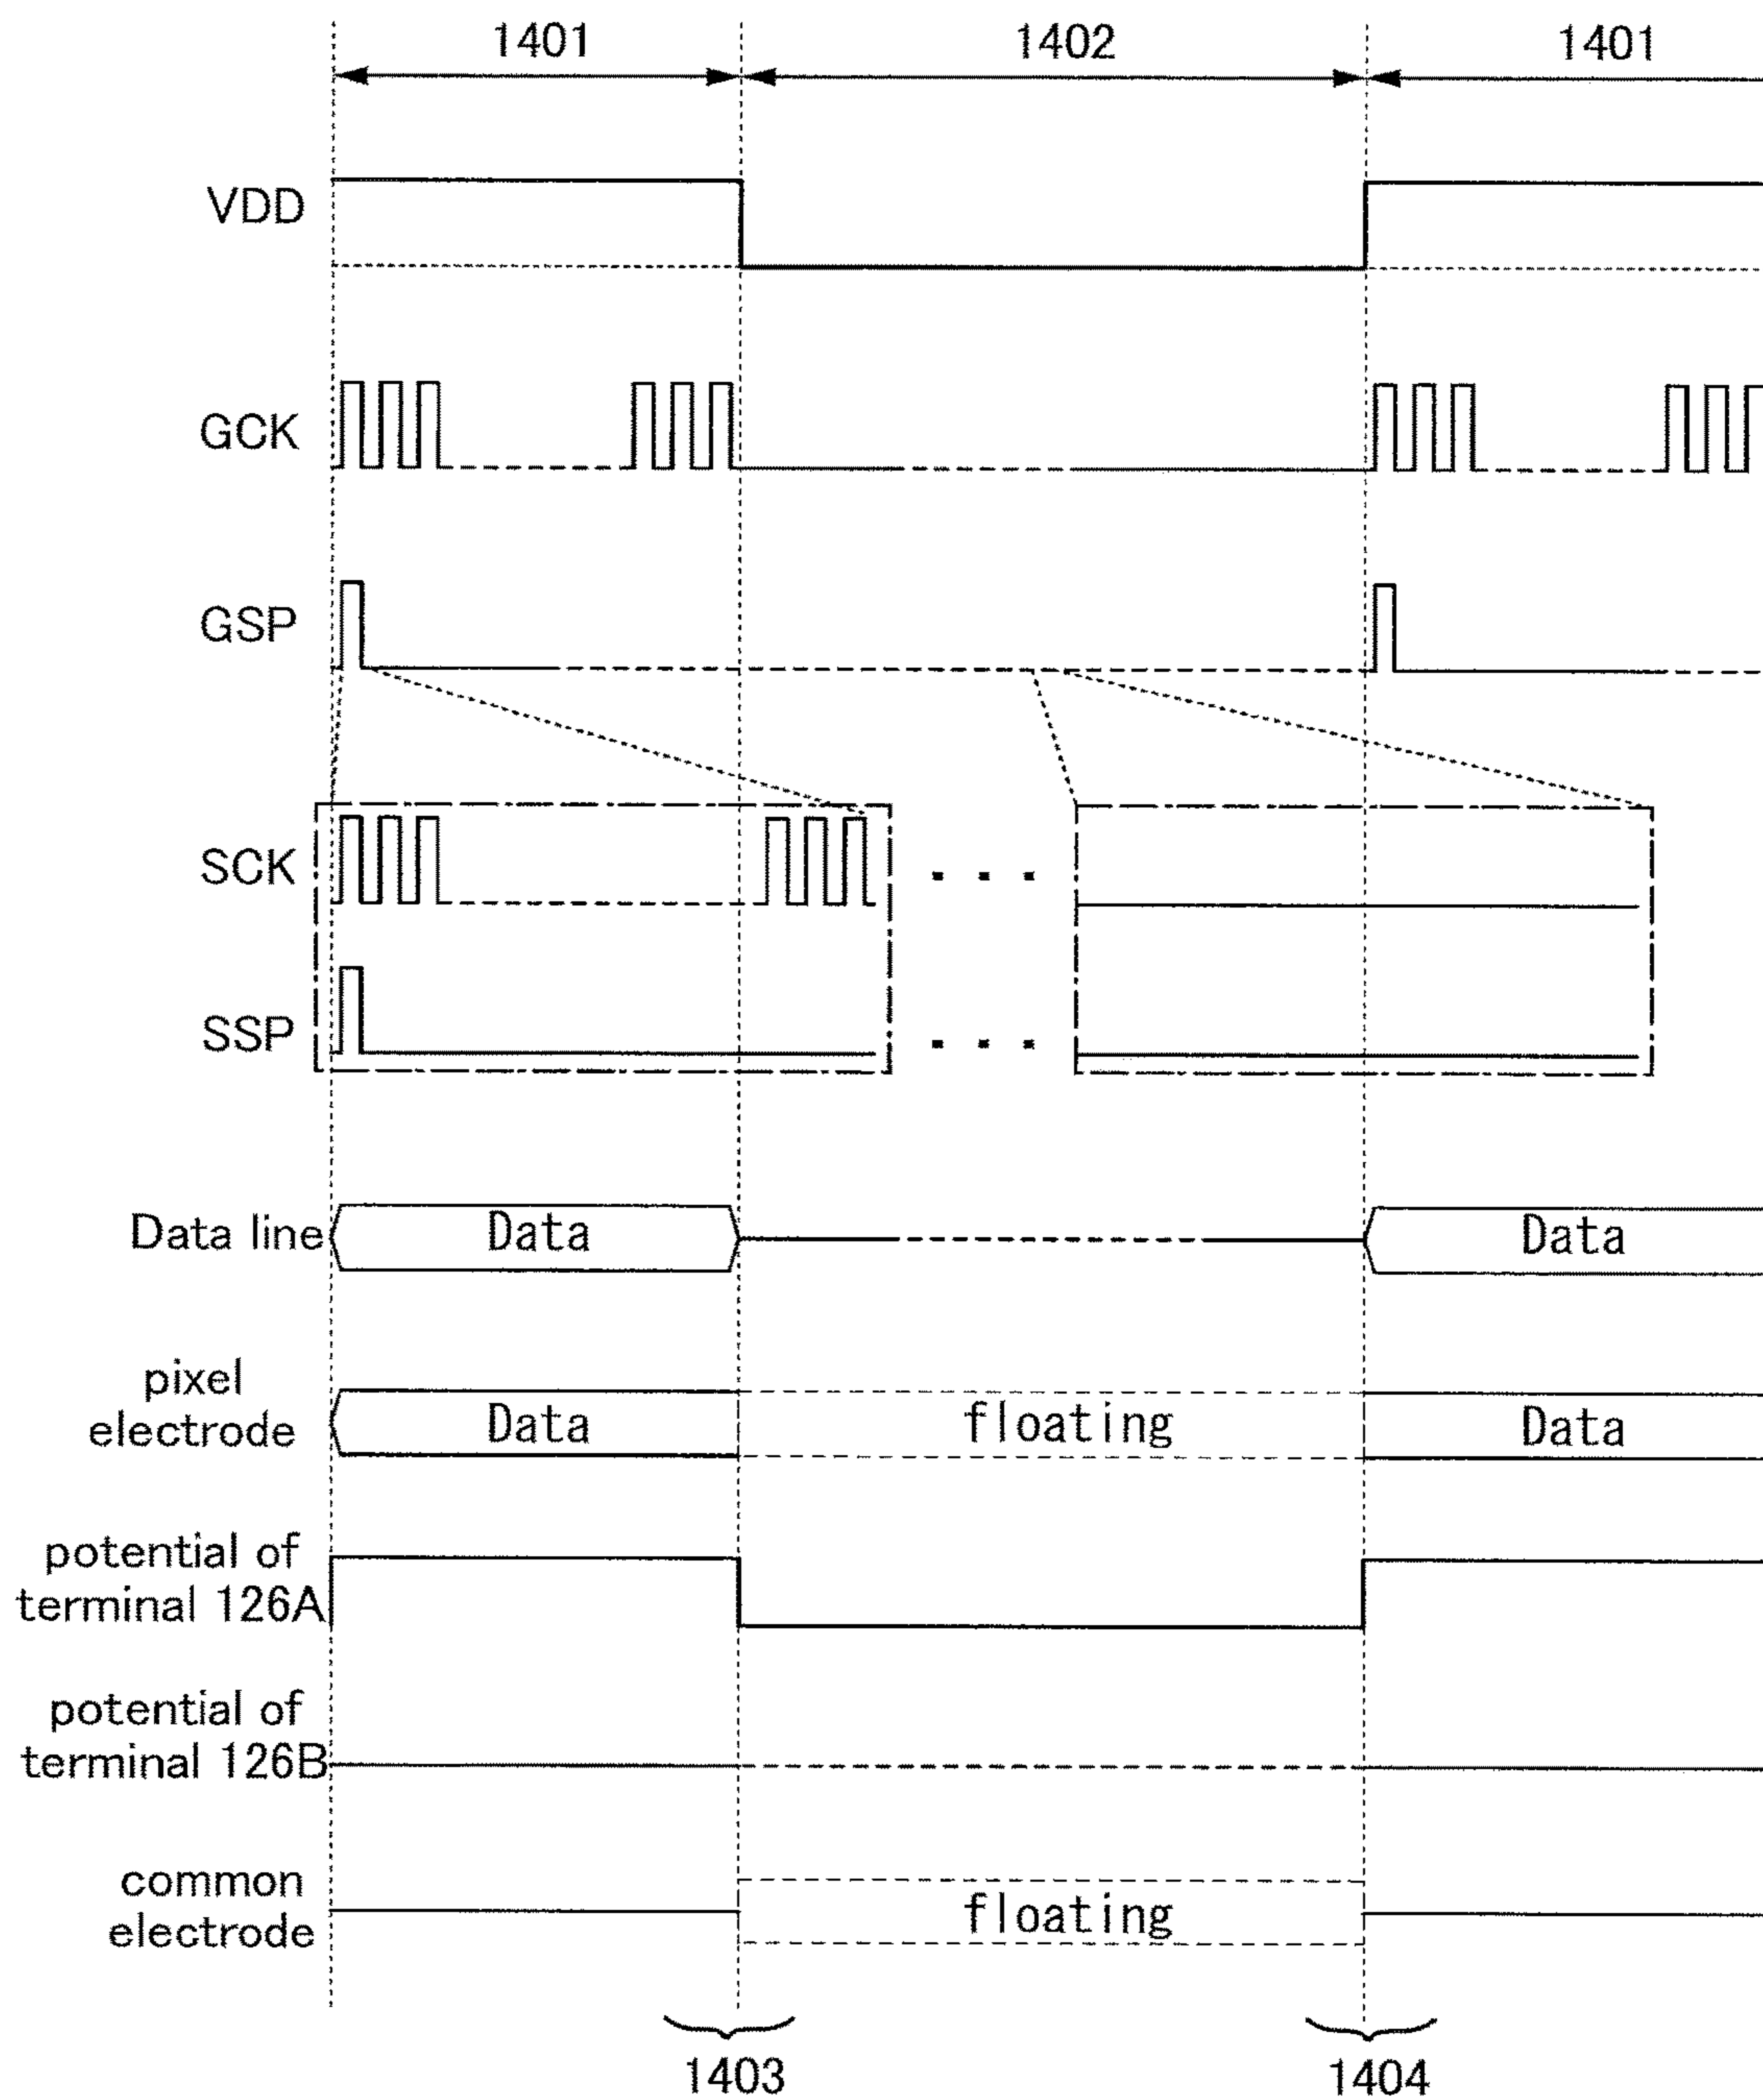 1401
1402
1401
VDD
GCK
GSP
SCK
. . .
SSP
. . .
Data line
Data
Data
pixel
electrode
Data
floating
Data
potential of
terminal 126A
potential of
terminal 126B
common
electrode
floating
1403
1404